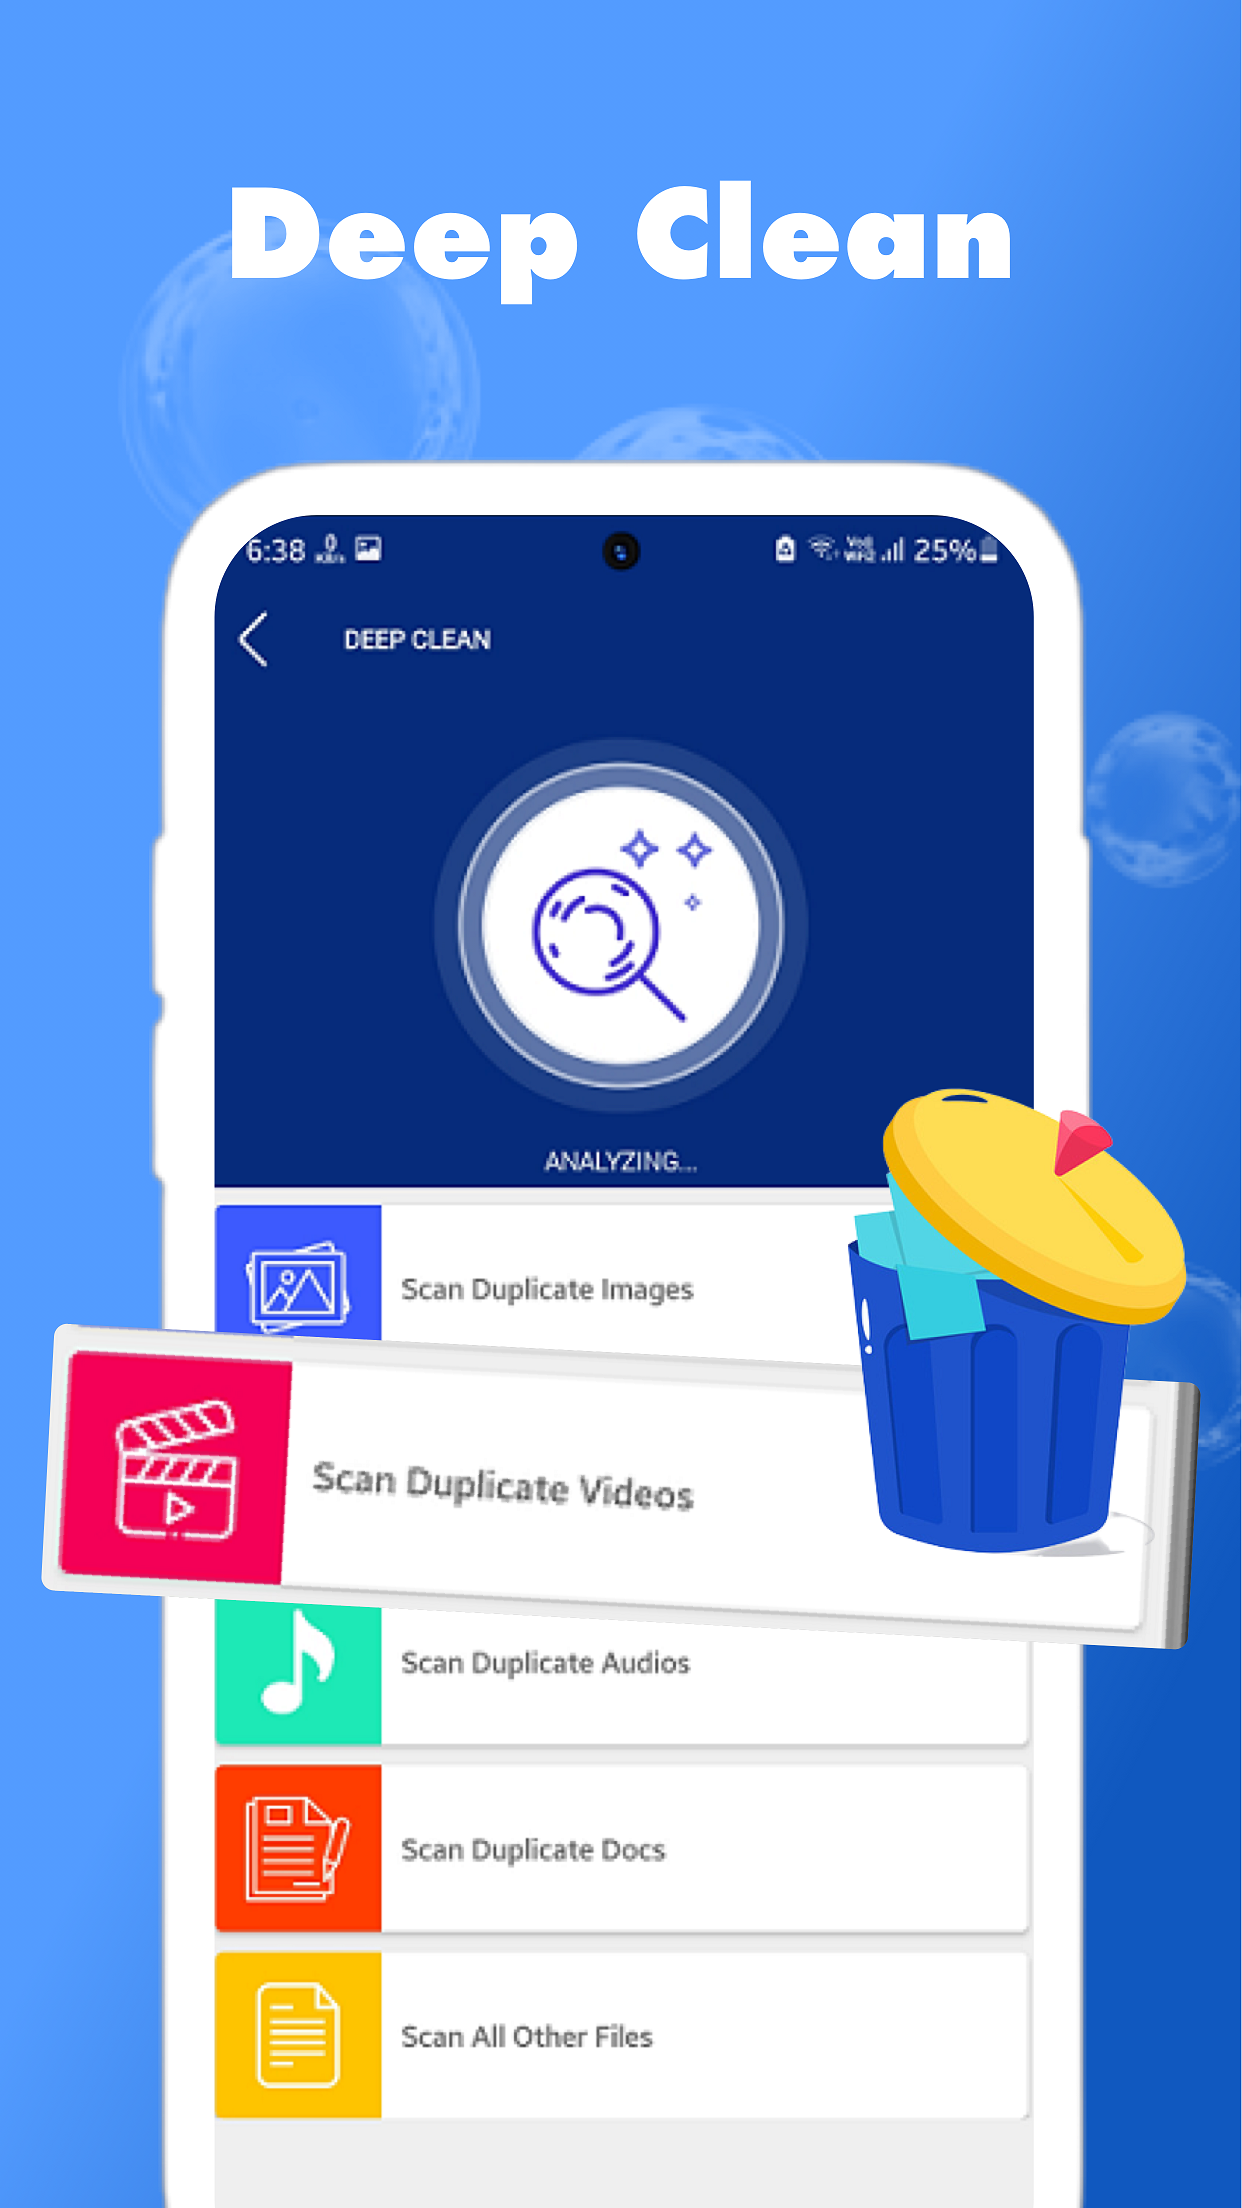 Deep Clean
6:38
25%
DEEP CLEAN
ANALYZING...
Scan Duplicate Images
Scan Duplicate Videos
Scan Duplicate Audios
Scan Duplicate Docs
Scan All Other Files